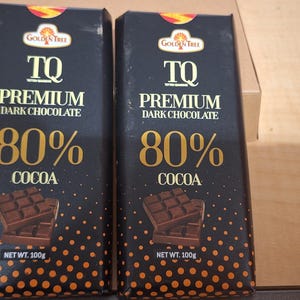 GOLDEN TREE
TQ
PREMIUM
DARK CHOCOLATE
80%
COCOA
NET WT. 100g
GOLDEN TREE
TQ
PREMIUM
DARK CHOCOLATE
80%
COCOA
NET WT. 100g